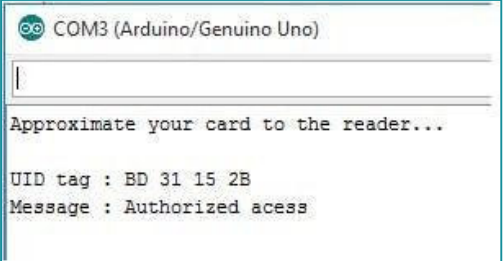 COM3 (Arduino/Genuino Uno)
Approximate your card to the reader...
UID tag : BD 31 15 2B
Message : Authorized acess